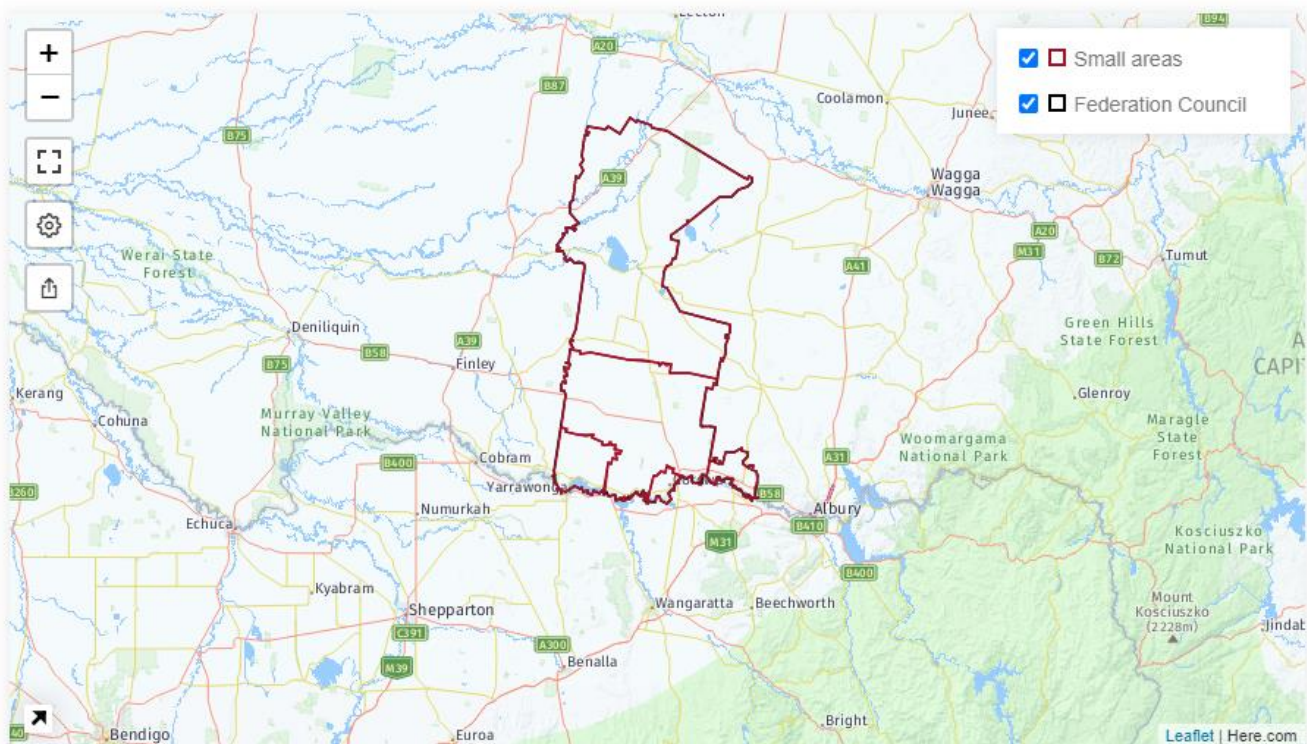 B94
A20
+
−
B87
Small areas
Federation Council
Coolamon
Junee
B75
Wagga
Wagga
A39
A20
M31
B72
Tumut
Werai State
Forest
A41
Deniliquin
Green Hills
State Forest
A39
B58
Finley
B75
CAPIT
Kerang
Cohuna
Murray Valley
National Park
Glenroy
Maragle
State
Forest
Woomargama
National Park
Cobram
B400
A31
Yarrawonga
B260
B58
Numurkah
Albury
B410
Echuca
M31
Kosciuszko
National Park
B400
Kyabram
Shepparton
Wangaratta
Beechworth
Mount
Kosciuszko
(2228m)
Jindab
C391
A300
M39
Benalla
Bright
Bendigo
Euroa
Leaflet | Here.com